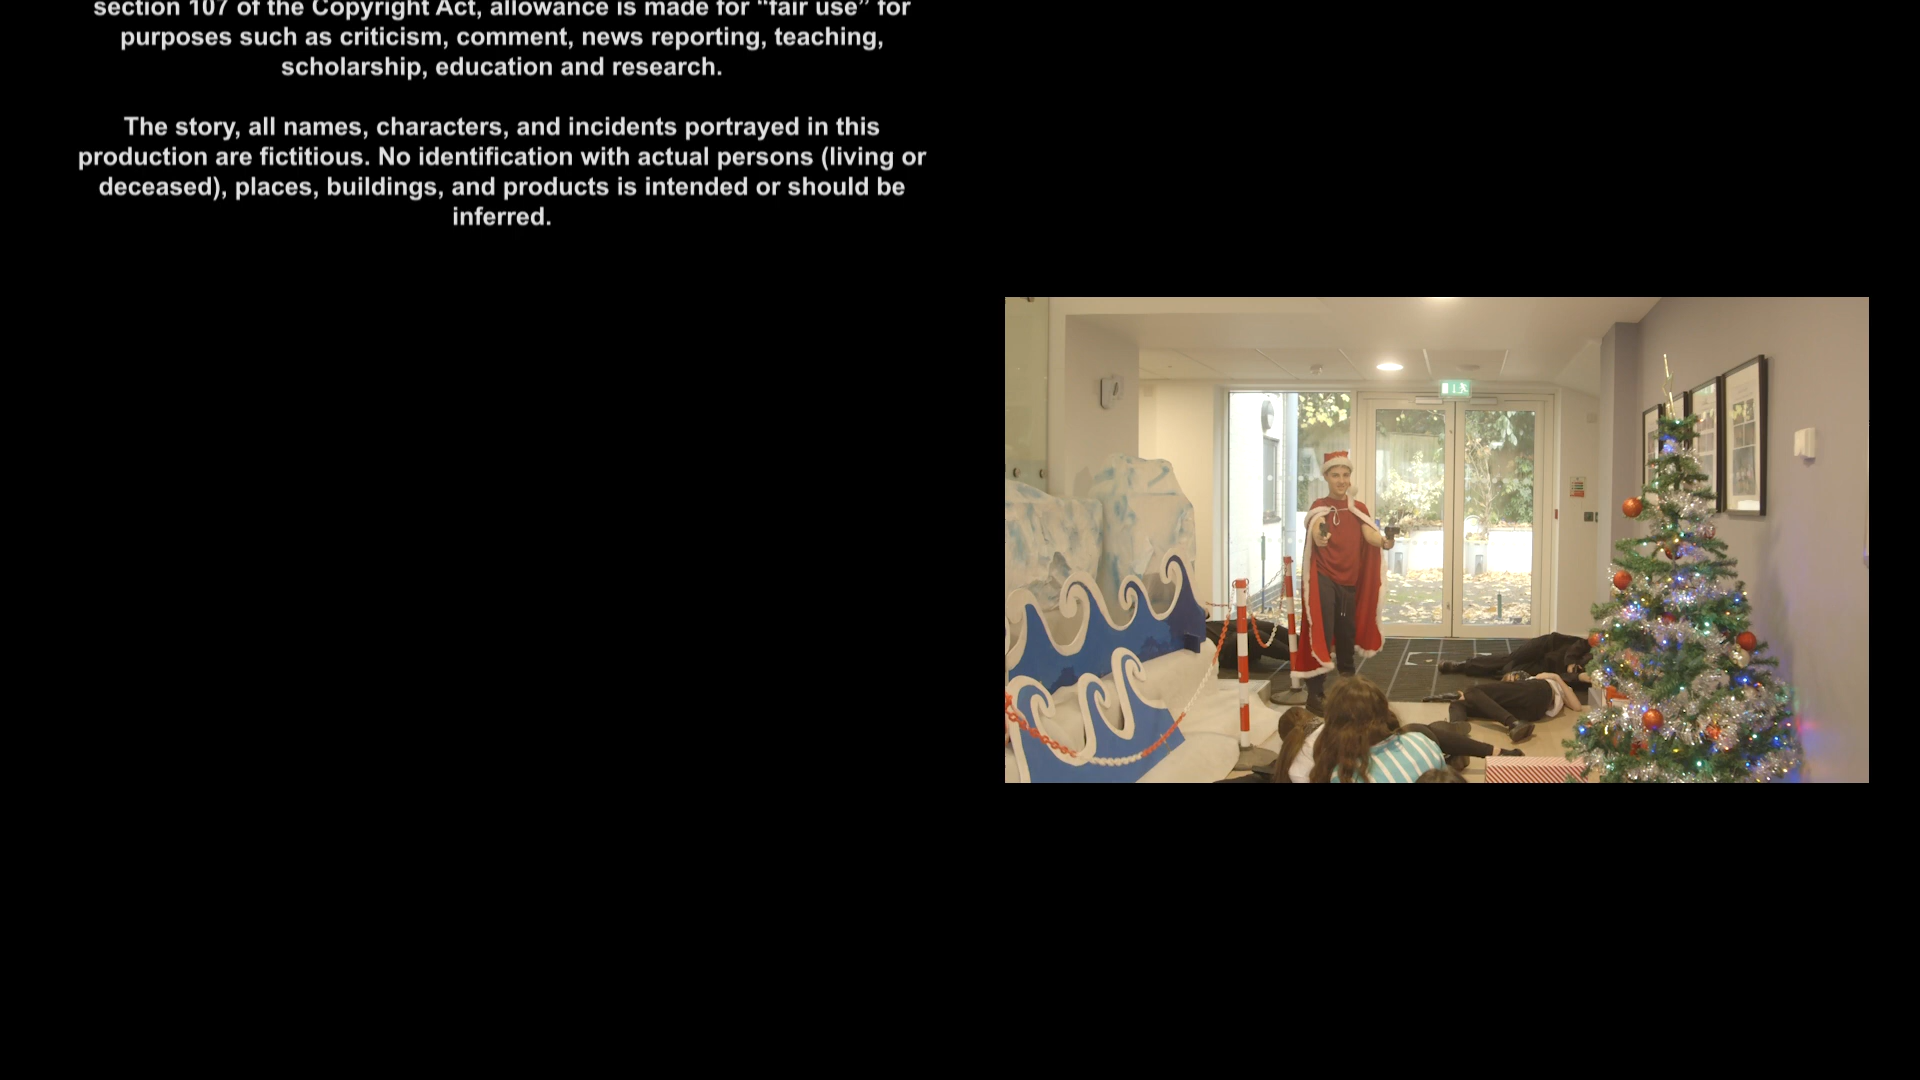 section 107 of the Copyright Act, allowance is made for “fair use” for
purposes such as criticism, comment, news reporting, teaching,
scholarship, education and research.
The story, all names, characters, and incidents portrayed in this
production are fictitious. No identification with actual persons (living or
deceased), places, buildings, and products is intended or should be
inferred.